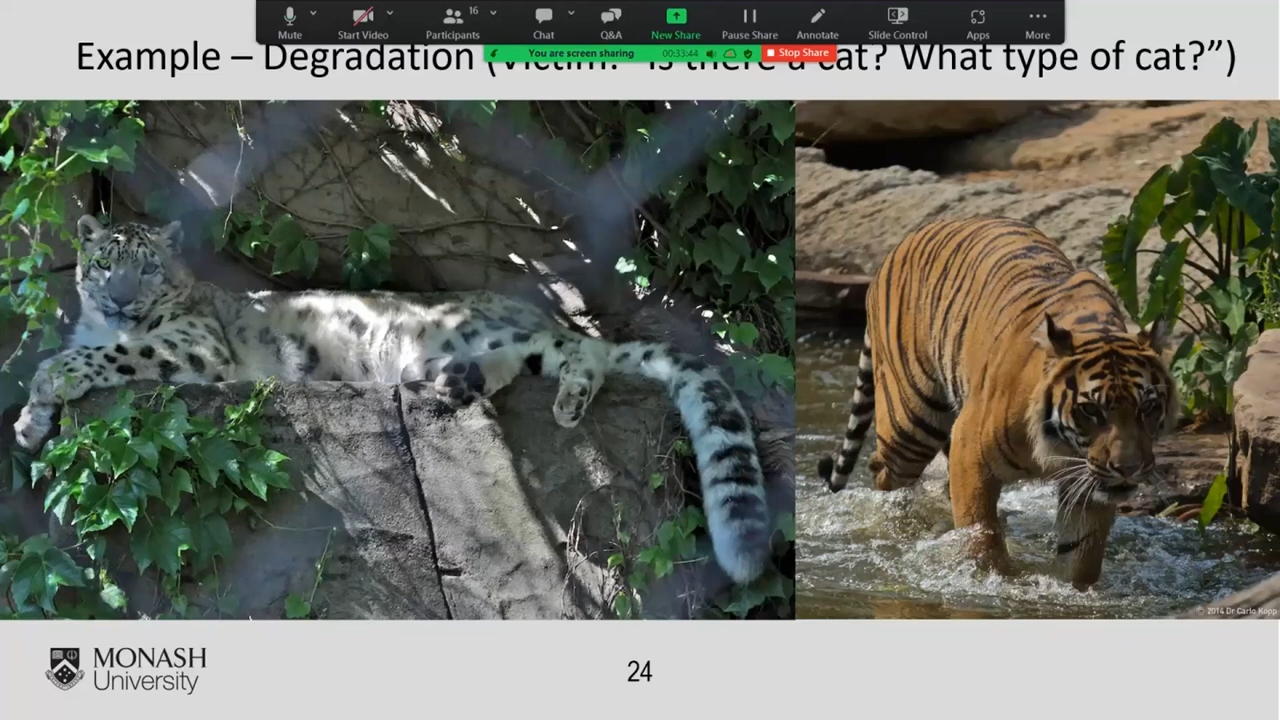 Mute
Start Video
Participants
16
Chat
Q&A
New Share
Pause Share
Annotate
Slide Control
Apps
More
You are screen sharing
00:33:44
Stop Share
Example – Degradation (Victim: "Is there a cat? What type of cat?")
© 2014 Dr Carlo Kopp
MONASH
University
24